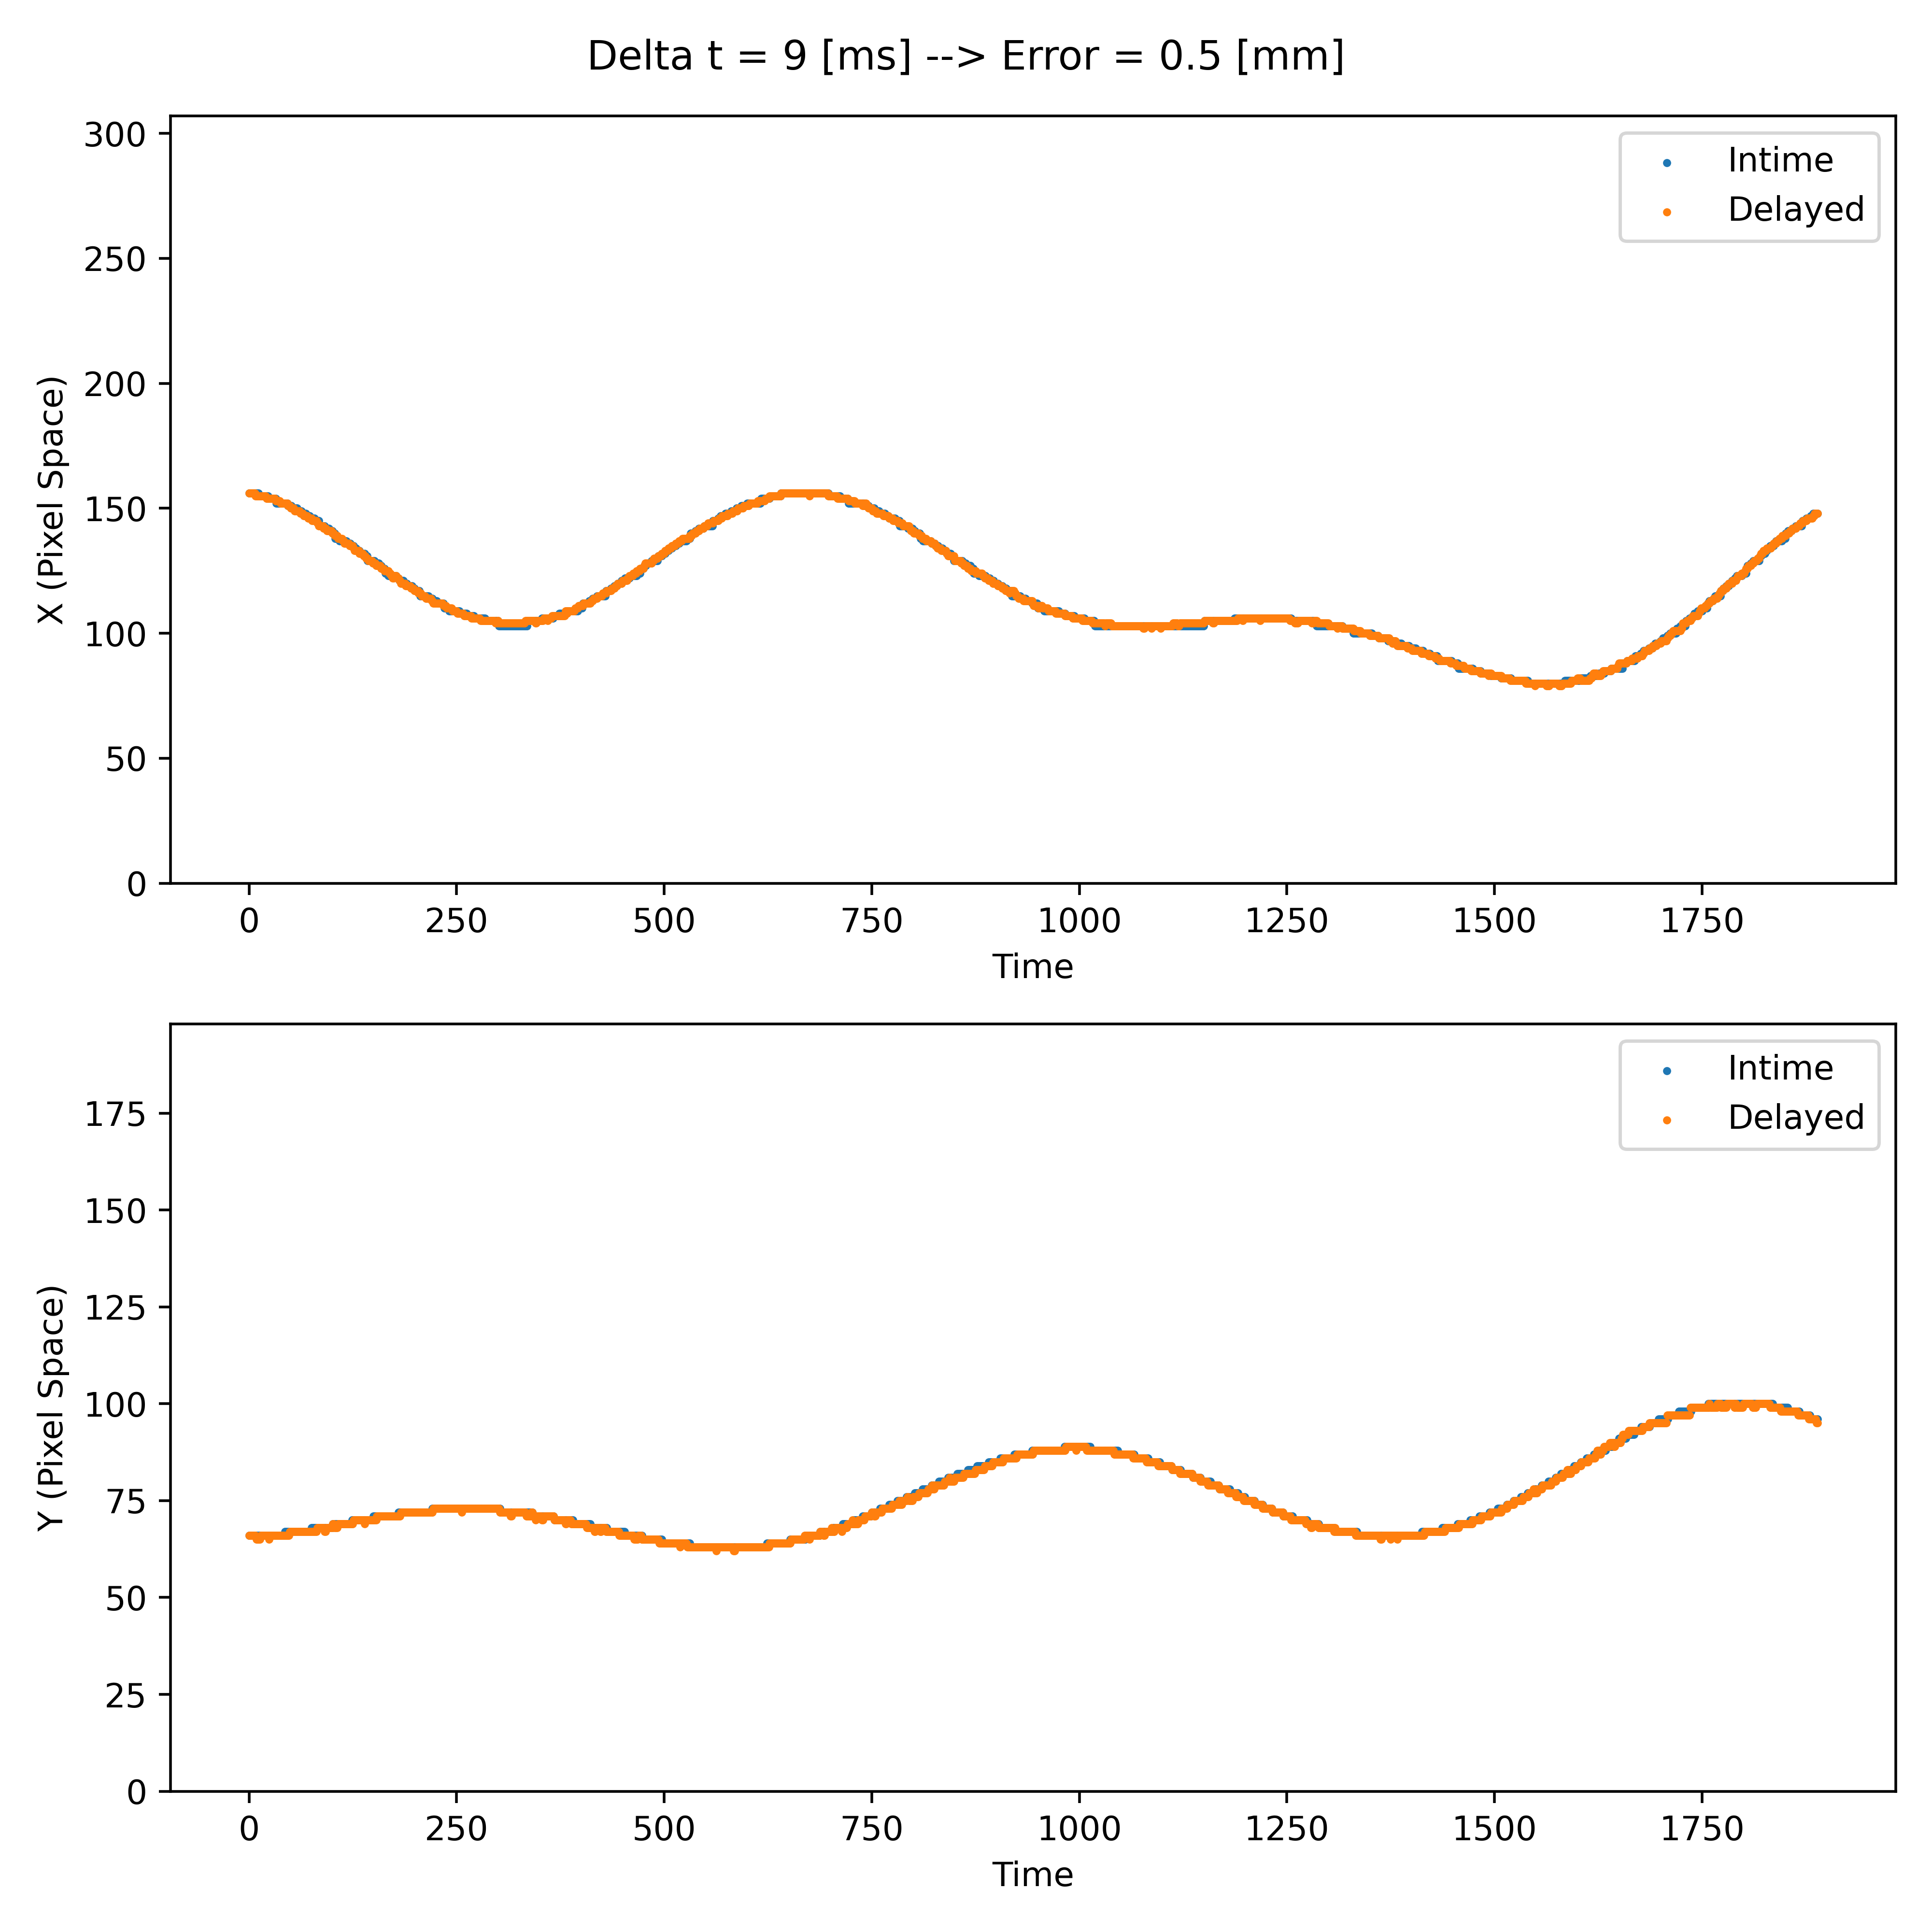 Delta t = 9 [ms] --> Error = 0.5 [mm]
300
250
200
150
100
50
0
X (Pixel Space)
Intime
Delayed
0 250 500 750 1000 1250 1500 1750
Time
175
150
125
100
75
50
25
0
Y (Pixel Space)
Intime
Delayed
0 250 500 750 1000 1250 1500 1750
Time